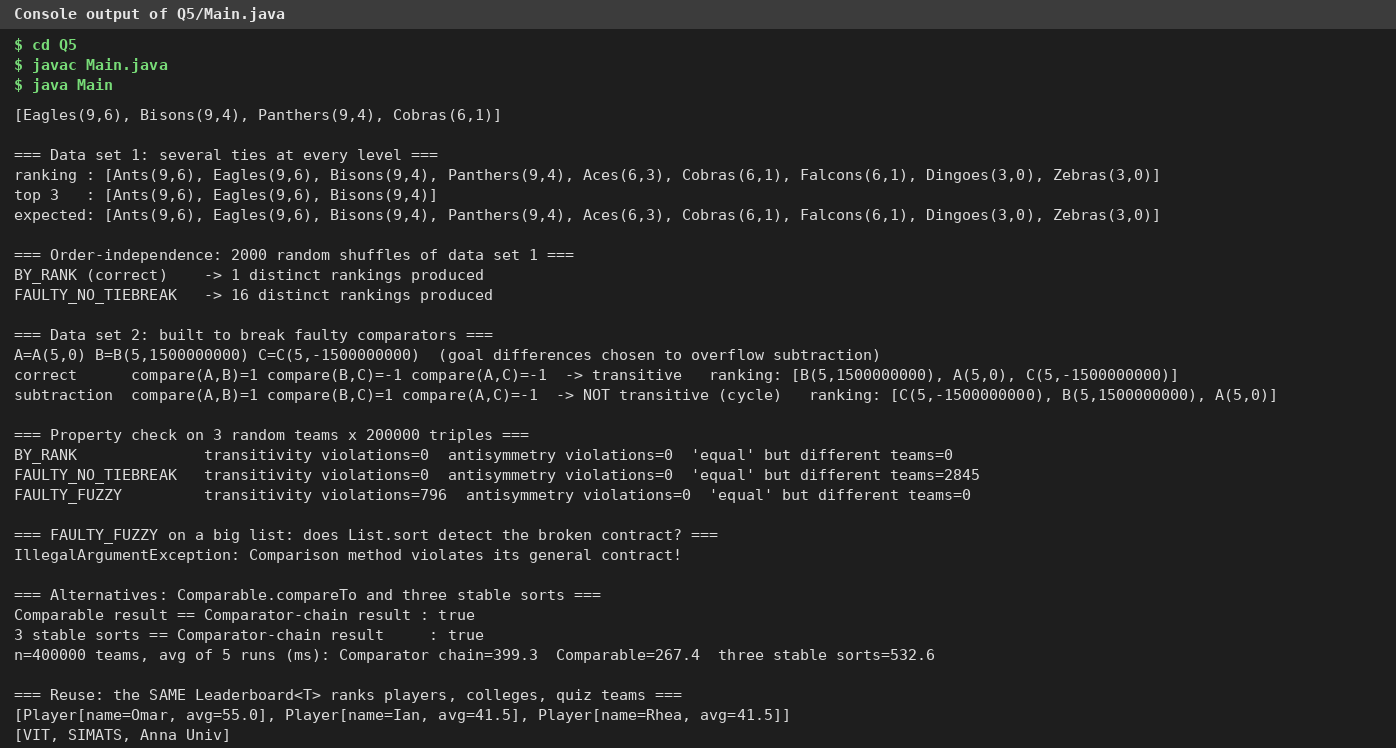 Console output of Q5/Main.java
$ cd Q5
$ javac Main.java
$ java Main
[Eagles(9,6), Bisons(9,4), Panthers(9,4), Cobras(6,1)]
=== Data set 1: several ties at every level ===
ranking : [Ants(9,6), Eagles(9,6), Bisons(9,4), Panthers(9,4), Aces(6,3), Cobras(6,1), Falcons(6,1), Dingoes(3,0), Zebras(3,0)]
top 3   : [Ants(9,6), Eagles(9,6), Bisons(9,4)]
expected: [Ants(9,6), Eagles(9,6), Bisons(9,4), Panthers(9,4), Aces(6,3), Cobras(6,1), Falcons(6,1), Dingoes(3,0), Zebras(3,0)]
=== Order-independence: 2000 random shuffles of data set 1 ===
BY_RANK (correct)    -> 1 distinct rankings produced
FAULTY_NO_TIEBREAK   -> 16 distinct rankings produced
=== Data set 2: built to break faulty comparators ===
A=A(5,0) B=B(5,1500000000) C=C(5,-1500000000)  (goal differences chosen to overflow subtraction)
correct      compare(A,B)=1 compare(B,C)=-1 compare(A,C)=-1  -> transitive   ranking: [B(5,1500000000), A(5,0), C(5,-1500000000)]
subtraction  compare(A,B)=1 compare(B,C)=1 compare(A,C)=-1  -> NOT transitive (cycle)   ranking: [C(5,-1500000000), B(5,1500000000), A(5,0)]
=== Property check on 3 random teams x 200000 triples ===
BY_RANK              transitivity violations=0  antisymmetry violations=0  'equal' but different teams=0
FAULTY_NO_TIEBREAK   transitivity violations=0  antisymmetry violations=0  'equal' but different teams=2845
FAULTY_FUZZY         transitivity violations=796  antisymmetry violations=0  'equal' but different teams=0
=== FAULTY_FUZZY on a big list: does List.sort detect the broken contract? ===
IllegalArgumentException: Comparison method violates its general contract!
=== Alternatives: Comparable.compareTo and three stable sorts ===
Comparable result == Comparator-chain result : true
3 stable sorts == Comparator-chain result     : true
n=400000 teams, avg of 5 runs (ms): Comparator chain=399.3  Comparable=267.4  three stable sorts=532.6
=== Reuse: the SAME Leaderboard<T> ranks players, colleges, quiz teams ===
[Player[name=Omar, avg=55.0], Player[name=Ian, avg=41.5], Player[name=Rhea, avg=41.5]]
[VIT, SIMATS, Anna Univ]